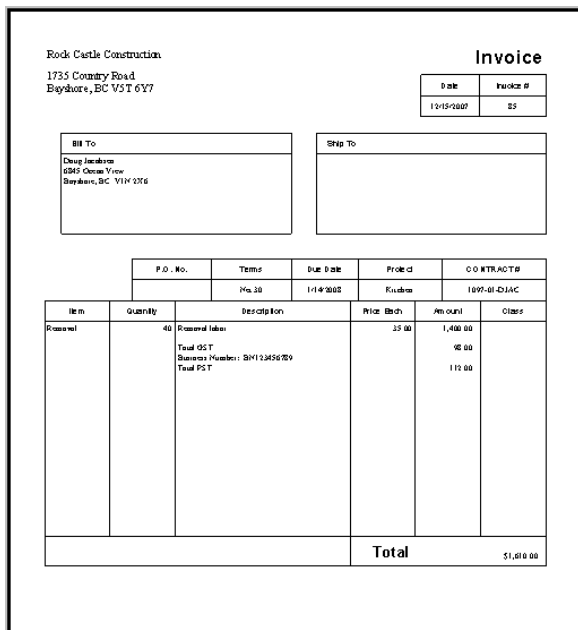 Rock Castle Construction
Invoice
1735 Country Road
Bayshore, BC V5T 6Y7
Date Invoice #
12/15/2007 85
Bill To Ship To
Doug Jacobsen
6845 Ocean View
Bayshore, BC
P.O. No. Terms Due Date Project CONTRACT#
Net 30 1/14/2008 Kitchen 1097-01-DJAC
Item Quantity Description Price Each Amount Class
Removal 40 Removal labor 35.00 1,400.00
Total GST 98.00
Business Number: BN123456789
Total PST 112.00
Total $1,610.00